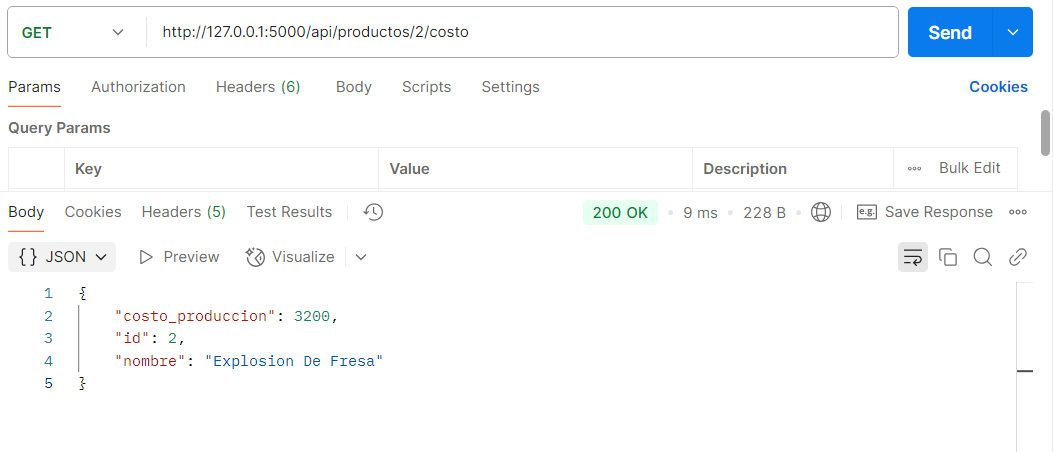 GET http://127.0.0.1:5000/api/productos/2/costo Send
Params Authorization Headers (6) Body Scripts Settings Cookies
Query Params
Key Value Description Bulk Edit
Body Cookies Headers (5) Test Results 200 OK 9 ms 228 B e.g. Save Response
{} JSON Preview Visualize
1 {
2 "costo_produccion": 3200,
3 "id": 2,
4 "nombre": "Explosion De Fresa"
5 }